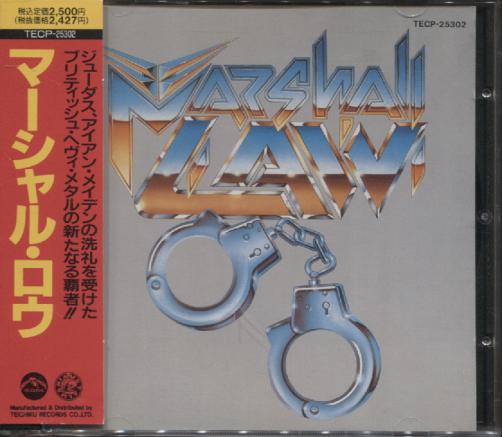 税込定価2,500円
(税抜価格2,427円)
TECP-25302
ジューダス、アイアン・メイデンの洗礼を受けた
ブリティッシュ・ヘヴィ・メタルの新たなる覇者!!
マーシャル・ロウ
Manufactured & Distributed by
TEICHIKU RECORDS CO.,LTD.
TECP-25302
MARSHALL
LAW